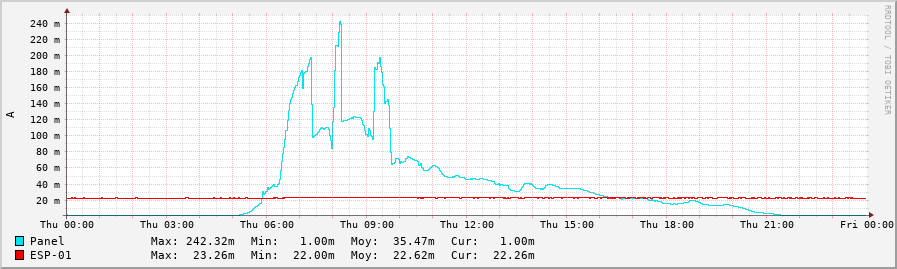 RRDTOOL / TOBI OETIKER
A
240 m
220 m
200 m
180 m
160 m
140 m
120 m
100 m
80 m
60 m
40 m
20 m
Thu 00:00 Thu 03:00 Thu 06:00 Thu 09:00 Thu 12:00 Thu 15:00 Thu 18:00 Thu 21:00 Fri 00:00
Panel Max: 242.32m Min: 1.00m Moy: 35.47m Cur: 1.00m
ESP-01 Max: 23.26m Min: 22.00m Moy: 22.62m Cur: 22.26m